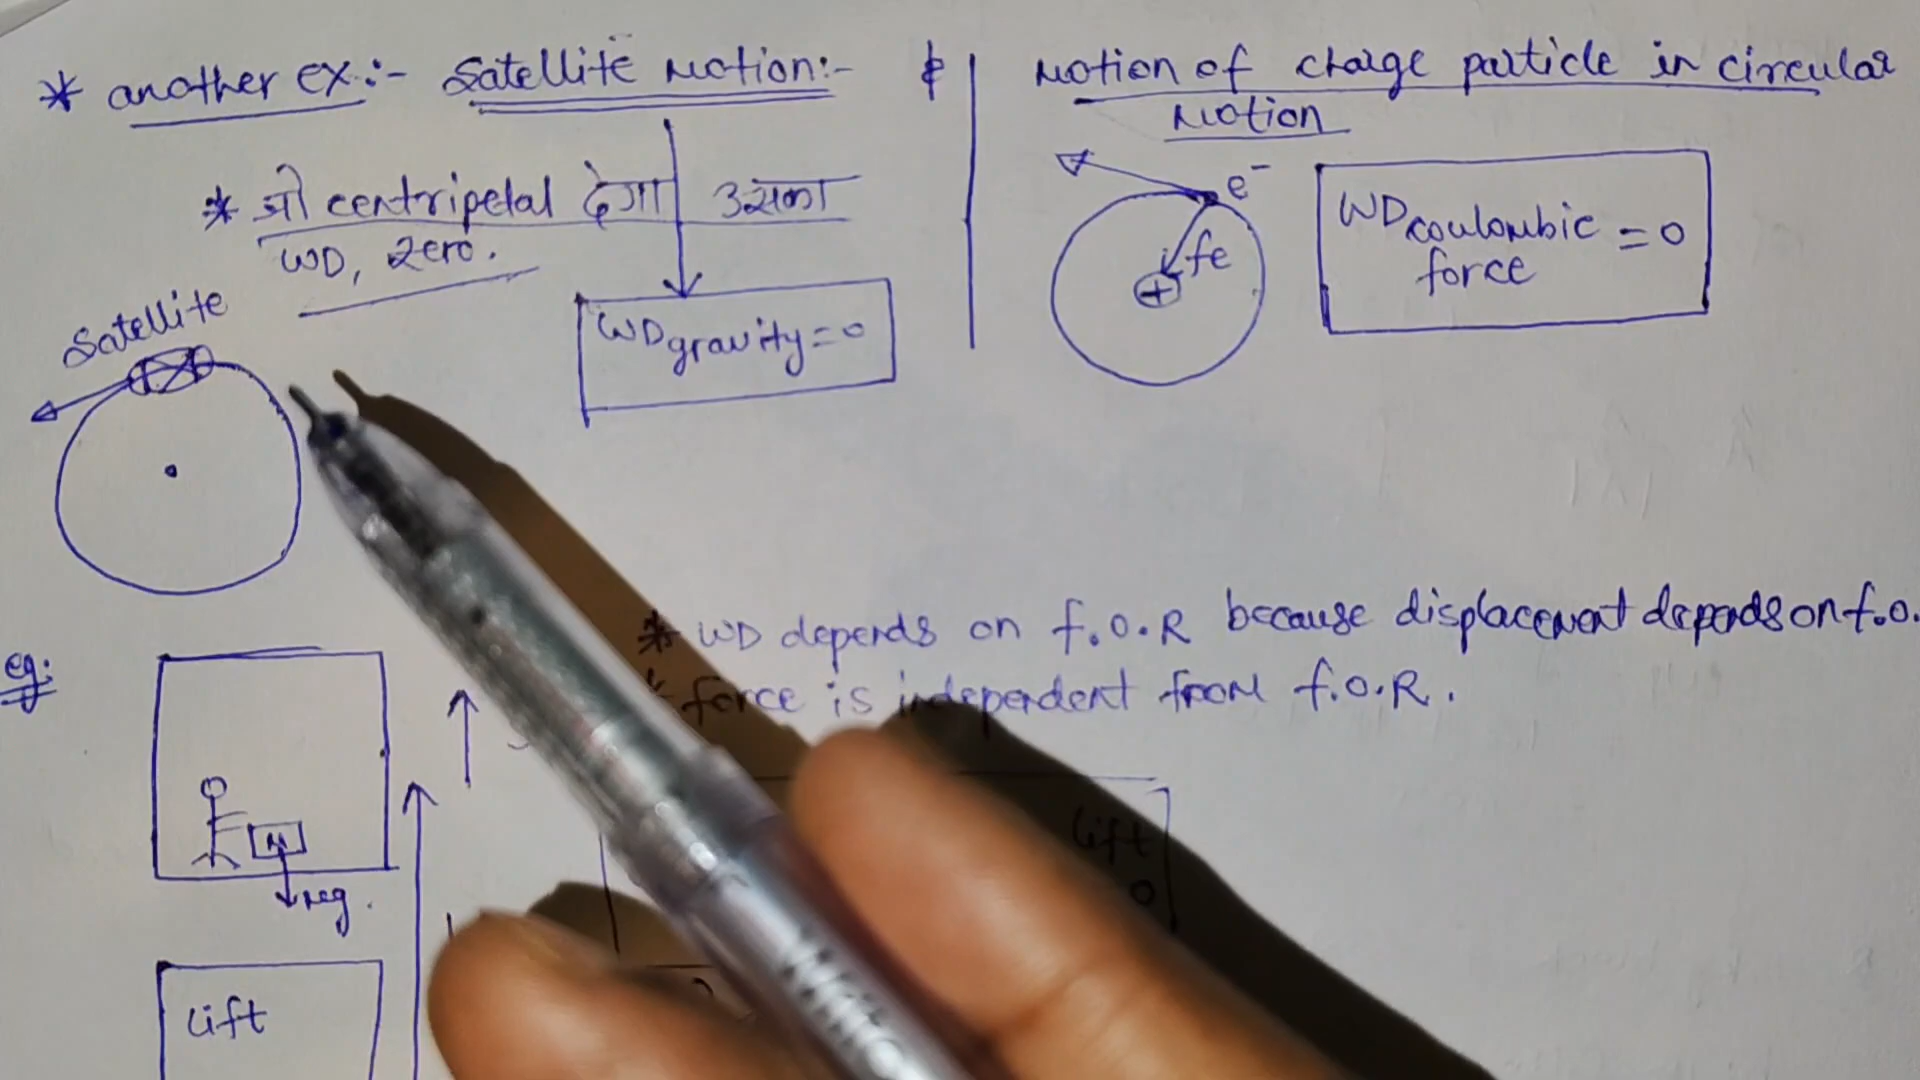 * another ex:- Satellite motion:- &
* जो centripetal देगा उसका
WD, zero.
Satellite
WDgravity = 0
Motion of charge particle in circular
Motion
e-
fe
+
WDcoulombic = 0
force
* WD depends on f.O.R because displacement depends on f.O.
* force is independent from f.O.R.
eg:
M
mg.
lift
0
lift